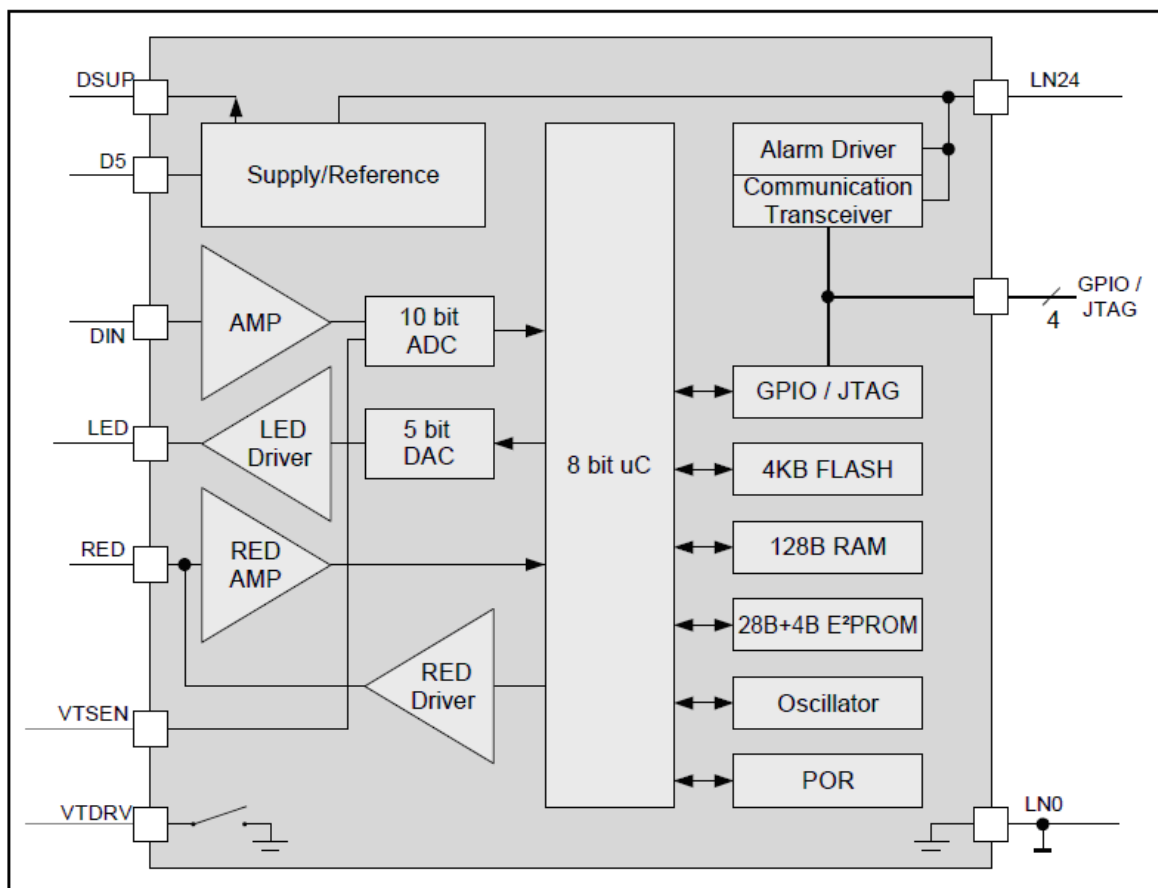 DSUP
LN24
D5
Supply/Reference
Alarm Driver
Communication
Transceiver
DIN
AMP
10 bit
ADC
GPIO /
JTAG
4
LED
LED
Driver
5 bit
DAC
8 bit uC
GPIO / JTAG
4KB FLASH
RED
RED
AMP
128B RAM
28B+4B E²PROM
RED
Driver
Oscillator
VTSEN
POR
VTDRV
LN0